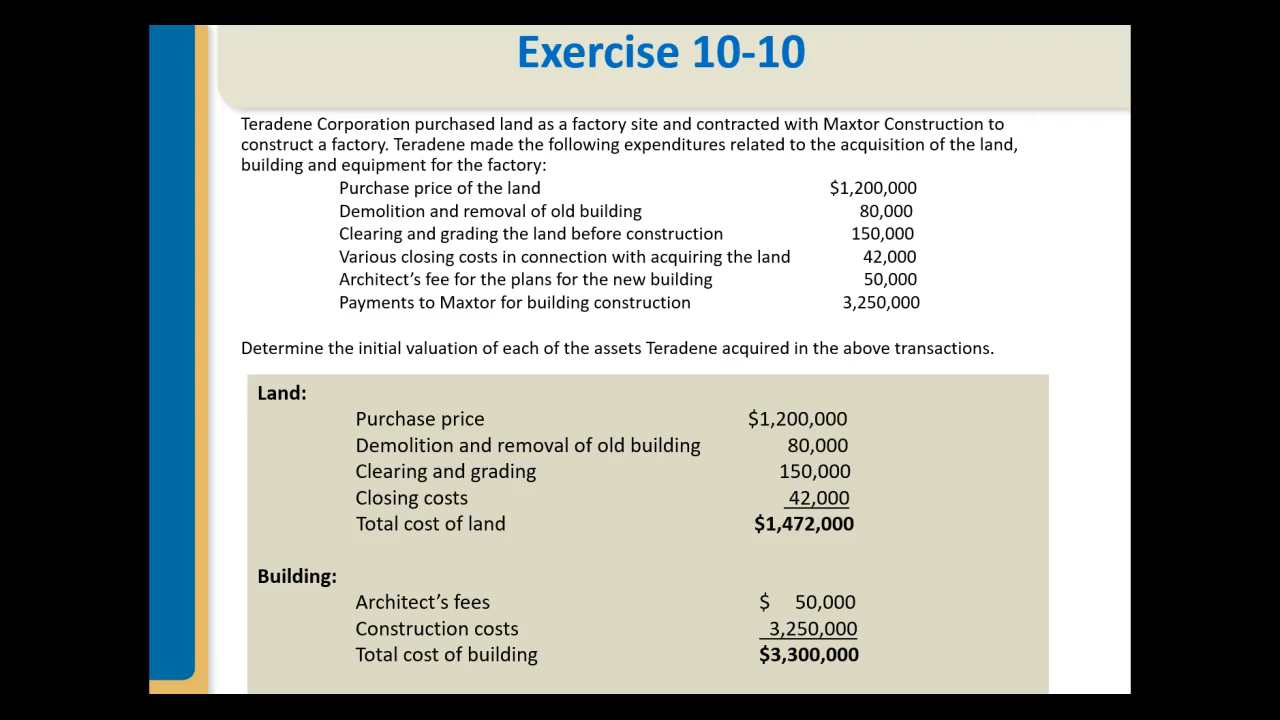 Exercise 10-10
Teradene Corporation purchased land as a factory site and contracted with Maxtor Construction to
construct a factory. Teradene made the following expenditures related to the acquisition of the land,
building and equipment for the factory:
Purchase price of the land $1,200,000
Demolition and removal of old building 80,000
Clearing and grading the land before construction 150,000
Various closing costs in connection with acquiring the land 42,000
Architect’s fee for the plans for the new building 50,000
Payments to Maxtor for building construction 3,250,000
Determine the initial valuation of each of the assets Teradene acquired in the above transactions.
Land:
Purchase price $1,200,000
Demolition and removal of old building 80,000
Clearing and grading 150,000
Closing costs 42,000
Total cost of land $1,472,000
Building:
Architect’s fees $ 50,000
Construction costs 3,250,000
Total cost of building $3,300,000